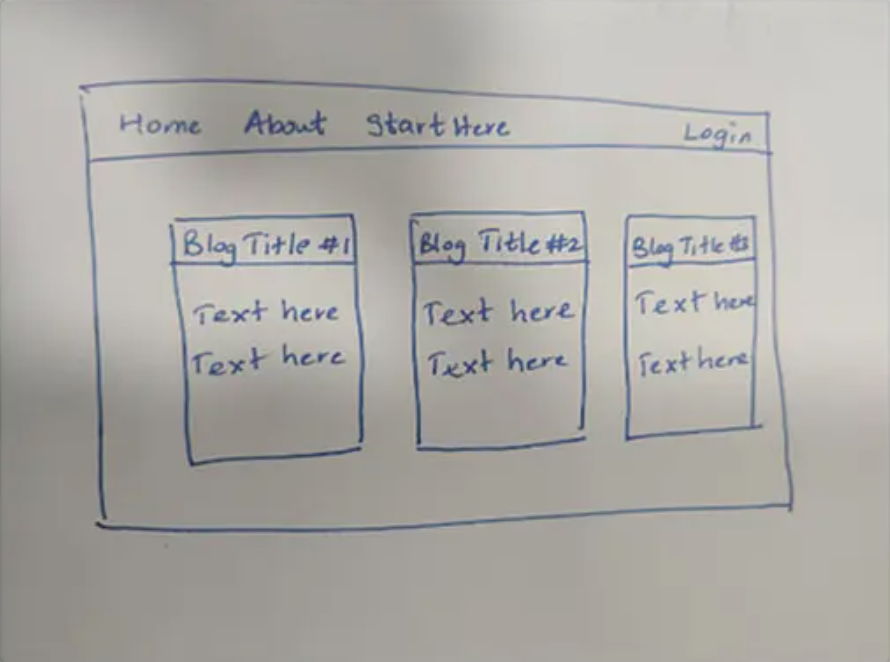 Home About Start Here Login
Blog Title #1 Blog Title #2 Blog Title #3
Text here Text here Text here
Text here Text here Text here